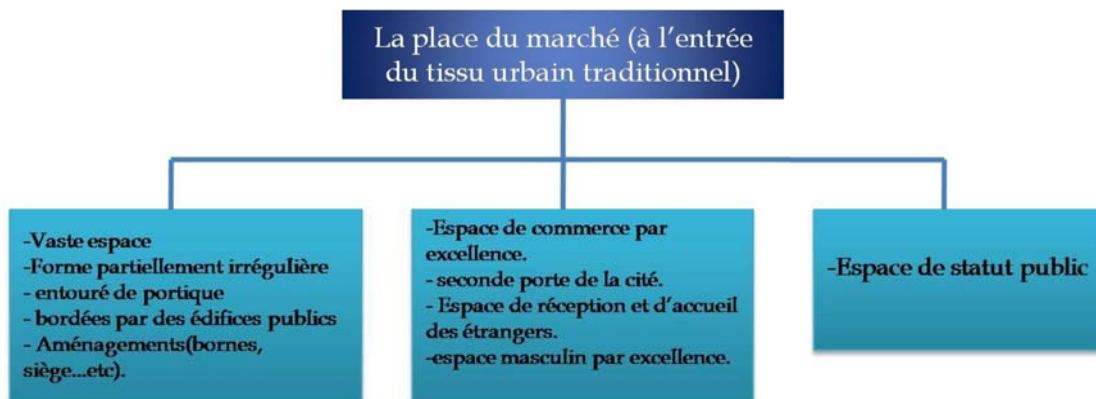 La place du marché (à l'entrée
du tissu urbain traditionnel)
-Vaste espace
-Forme partiellement irrégulière
- entouré de portique
- bordées par des édifices publics
- Aménagements(bornes,
siège...etc).
-Espace de commerce par
excellence.
- seconde porte de la cité.
- Espace de réception et d'accueil
des étrangers.
-espace masculin par excellence.
-Espace de statut public